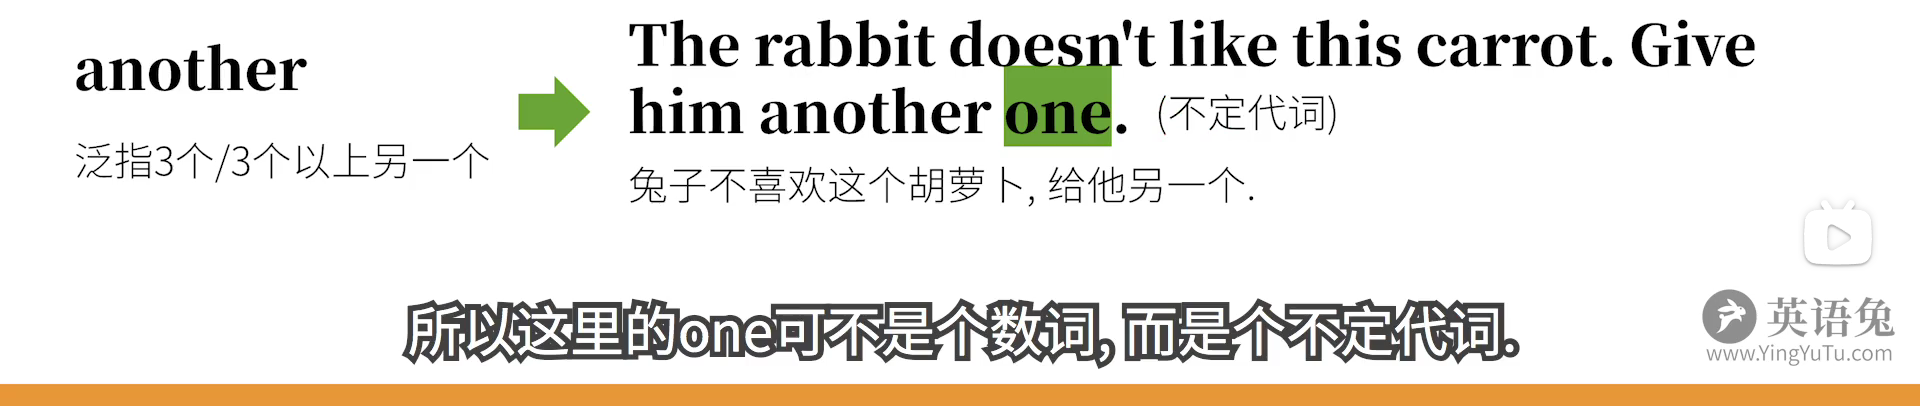 another
泛指3个/3个以上另一个
The rabbit doesn't like this carrot. Give
him another one. (不定代词)
兔子不喜欢这个胡萝卜, 给他另一个.
所以这里的one可不是个数词, 而是个不定代词.
英语兔
www.YingYuTu.com